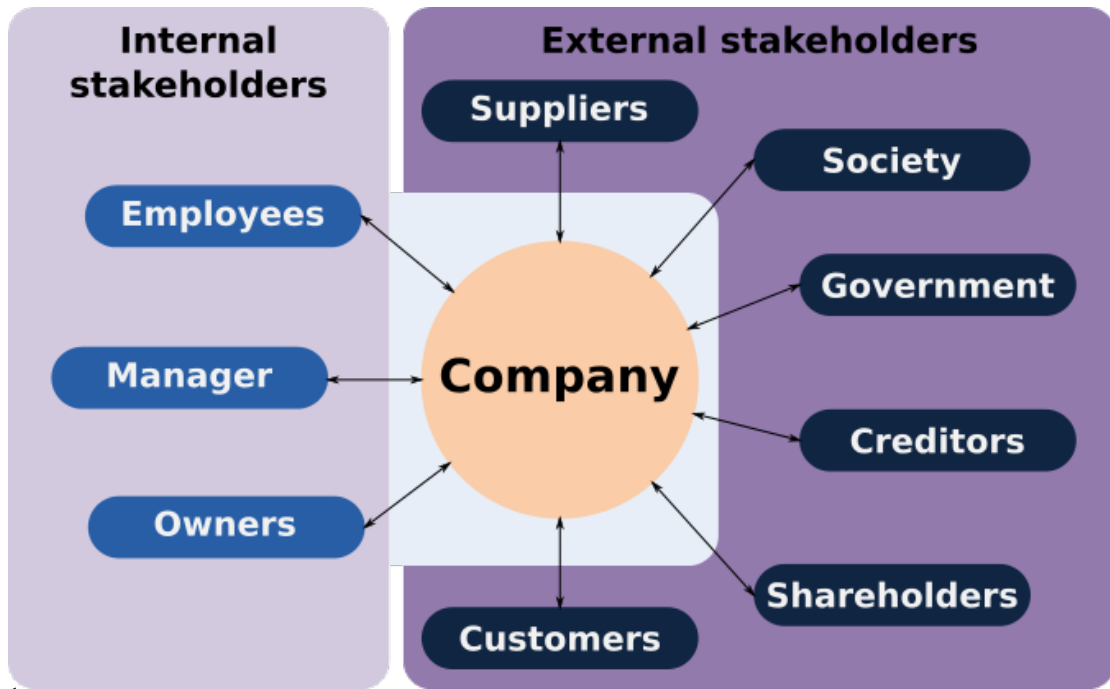 Internal
stakeholders
Employees
Manager
Owners
Company
External stakeholders
Suppliers
Society
Government
Creditors
Shareholders
Customers